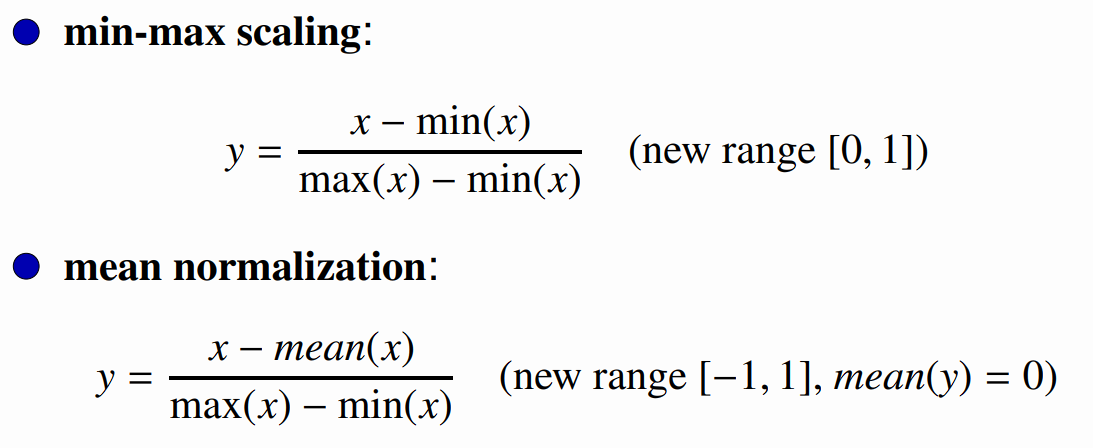 ● min-max scaling:
y = \frac{x − min(x)}{max(x) − min(x)} (new range [0, 1])
● mean normalization:
y = \frac{x − mean(x)}{max(x) − min(x)} (new range [−1, 1], mean(y) = 0)